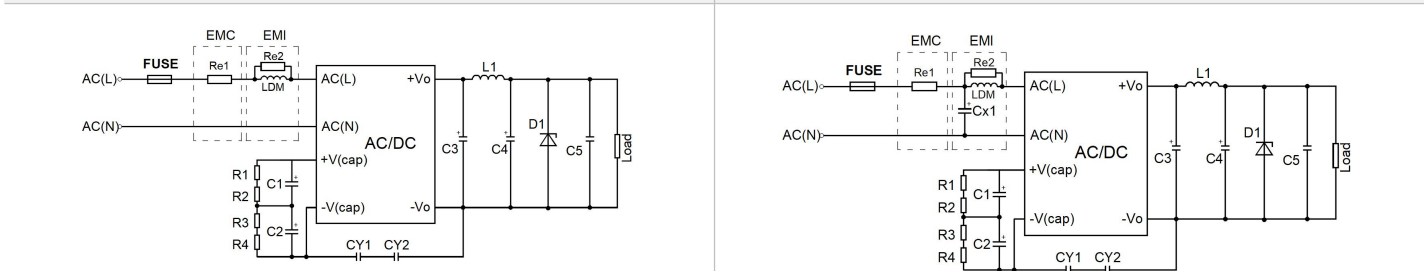 EMC EMI
FUSE Re1 Re2
AC(L) LDM AC(L) +Vo L1
AC(N) AC(N)
AC/DC C3 C4 D1 C5 Load
+V(cap)
R1 C1
R2
-V(cap) -Vo
R3 C2
R4
CY1 CY2
EMC EMI
FUSE Re1 Re2
AC(L) LDM AC(L) +Vo L1
Cx1
AC(N) AC(N)
AC/DC C3 C4 D1 C5 Load
+V(cap)
R1 C1
R2
-V(cap) -Vo
R3 C2
R4
CY1 CY2